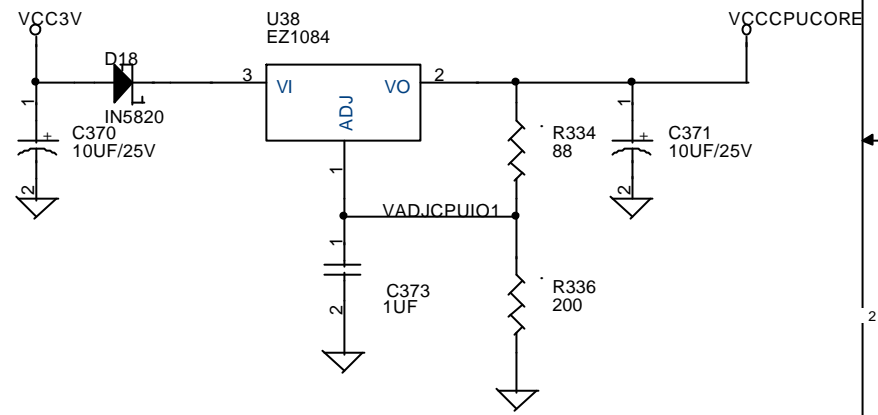 VCC3V
U38
EZ1084
VCCCPUCORE
D18
3
VI
VO
2
ADJ
1
IN5820
C370
10UF/25V
+
2
1
R334
88
1
C371
10UF/25V
+
2
VADJCPUIO1
1
C373
1UF
2
R336
200
2